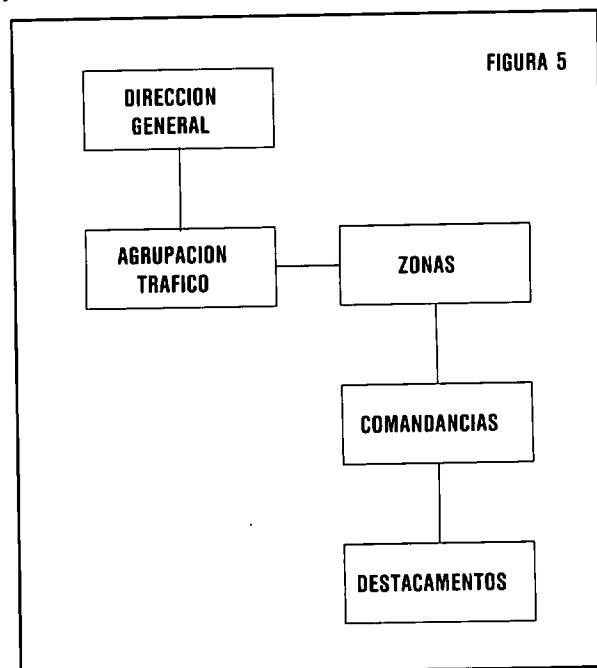 FIGURA 5
DIRECCION
GENERAL
AGRUPACION
TRAFICO
ZONAS
COMANDANCIAS
DESTACAMENTOS